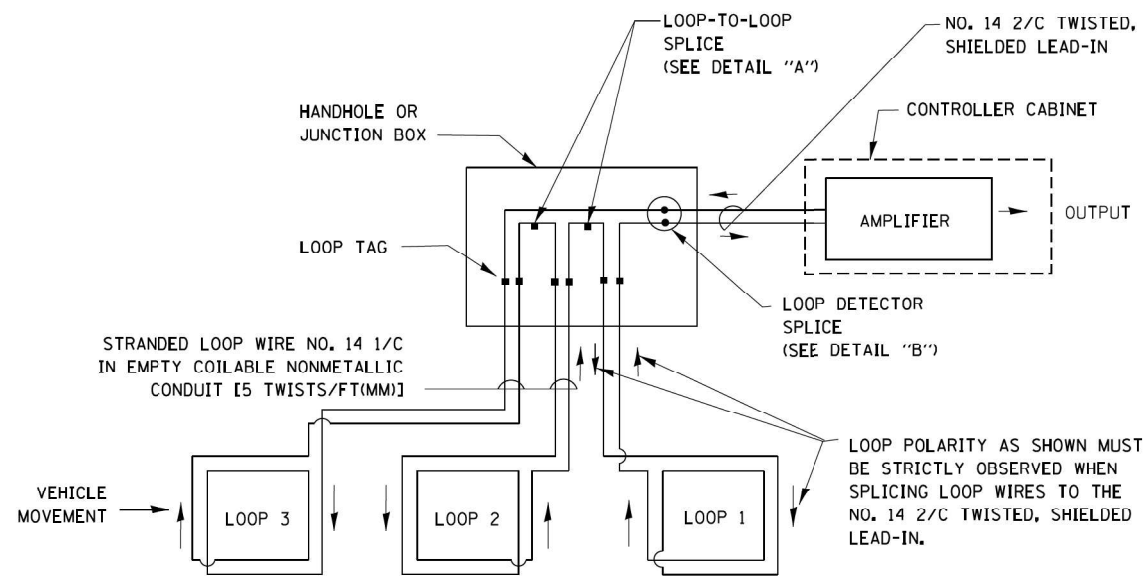 LOOP-TO-LOOP
SPLICE
(SEE DETAIL "A")
NO. 14 2/C TWISTED,
SHIELDED LEAD-IN
HANDHOLE OR
JUNCTION BOX
CONTROLLER CABINET
AMPLIFIER
OUTPUT
LOOP TAG
LOOP DETECTOR
SPLICE
(SEE DETAIL "B")
STRANDED LOOP WIRE NO. 14 1/C
IN EMPTY COILABLE NONMETALLIC
CONDUIT [5 TWISTS/FT(MM)]
LOOP POLARITY AS SHOWN MUST
BE STRICTLY OBSERVED WHEN
SPLICING LOOP WIRES TO THE
NO. 14 2/C TWISTED, SHIELDED
LEAD-IN.
VEHICLE
MOVEMENT
LOOP 3
LOOP 2
LOOP 1